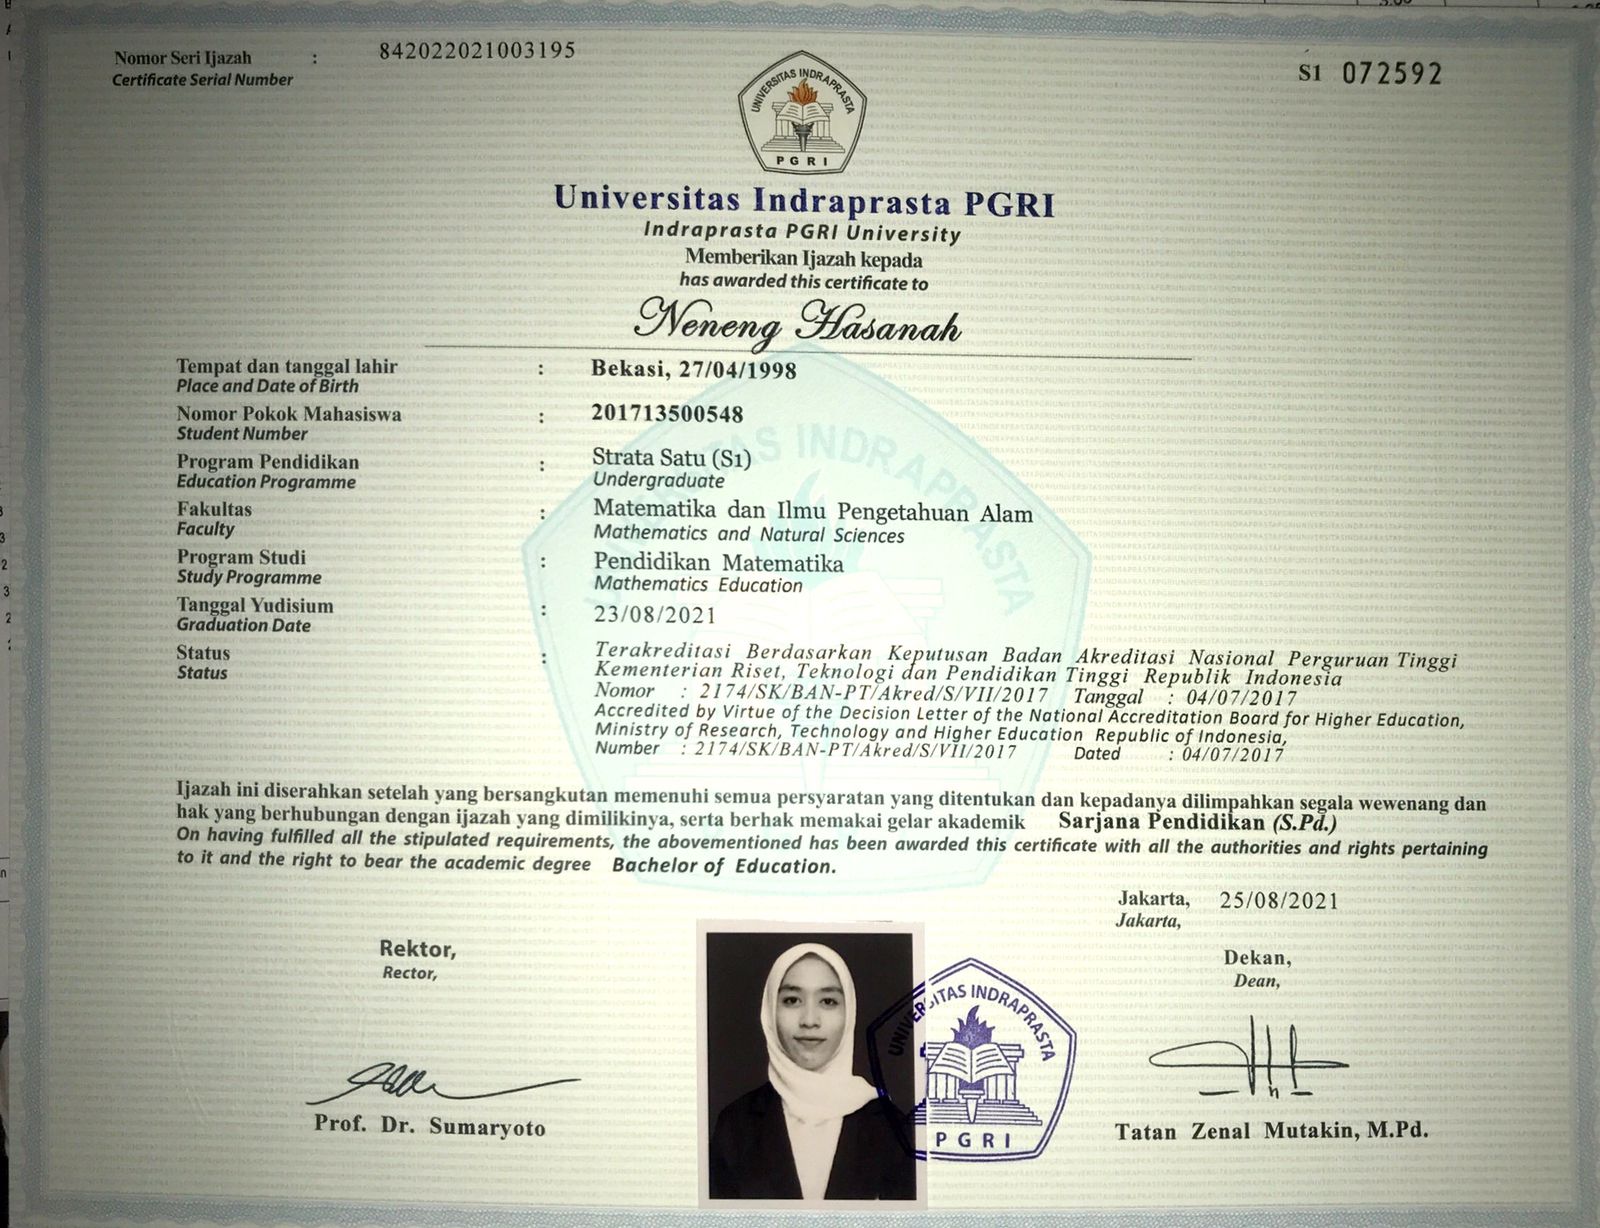 Nomor Seri Ijazah : 842022021003195
Certificate Serial Number
S1 072592
UNIVERSITAS INDRAPRASTA
PGRI
Universitas Indraprasta PGRI
Indraprasta PGRI University
Memberikan Ijazah kepada
has awarded this certificate to
Neneng Hasanah
Tempat dan tanggal lahir : Bekasi, 27/04/1998
Place and Date of Birth
Nomor Pokok Mahasiswa : 201713500548
Student Number
Program Pendidikan : Strata Satu (S1)
Education Programme Undergraduate
Fakultas : Matematika dan Ilmu Pengetahuan Alam
Faculty Mathematics and Natural Sciences
Program Studi : Pendidikan Matematika
Study Programme Mathematics Education
Tanggal Yudisium : 23/08/2021
Graduation Date
Status : Terakreditasi Berdasarkan Keputusan Badan Akreditasi Nasional Perguruan Tinggi
Status Kementerian Riset, Teknologi dan Pendidikan Tinggi Republik Indonesia
Nomor : 2174/SK/BAN-PT/Akred/S/VII/2017 Tanggal : 04/07/2017
Accredited by Virtue of the Decision Letter of the National Accreditation Board for Higher Education,
Ministry of Research, Technology and Higher Education Republic of Indonesia,
Number : 2174/SK/BAN-PT/Akred/S/VII/2017 Dated : 04/07/2017
Ijazah ini diserahkan setelah yang bersangkutan memenuhi semua persyaratan yang ditentukan dan kepadanya dilimpahkan segala wewenang dan
hak yang berhubungan dengan ijazah yang dimilikinya, serta berhak memakai gelar akademik Sarjana Pendidikan (S.Pd.)
On having fulfilled all the stipulated requirements, the abovementioned has been awarded this certificate with all the authorities and rights pertaining
to it and the right to bear the academic degree Bachelor of Education.
Jakarta, 25/08/2021
Jakarta,
Rektor,
Rector,
Dekan,
Dean,
UNIVERSITAS INDRAPRASTA
PGRI
Prof. Dr. Sumaryoto
Tatan Zenal Mutakin, M.Pd.